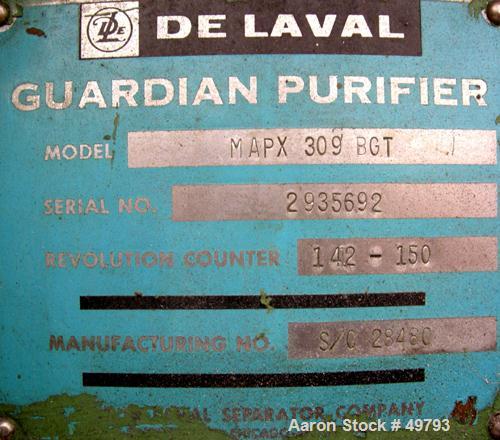 DE LAVAL
GUARDIAN PURIFIER
MODEL MAPX 309 BGT
SERIAL NO. 2935692
REVOLUTION COUNTER 142 - 150
MANUFACTURING NO. S/O 28480
SEPARATOR COMPANY
Aaron Stock # 49793